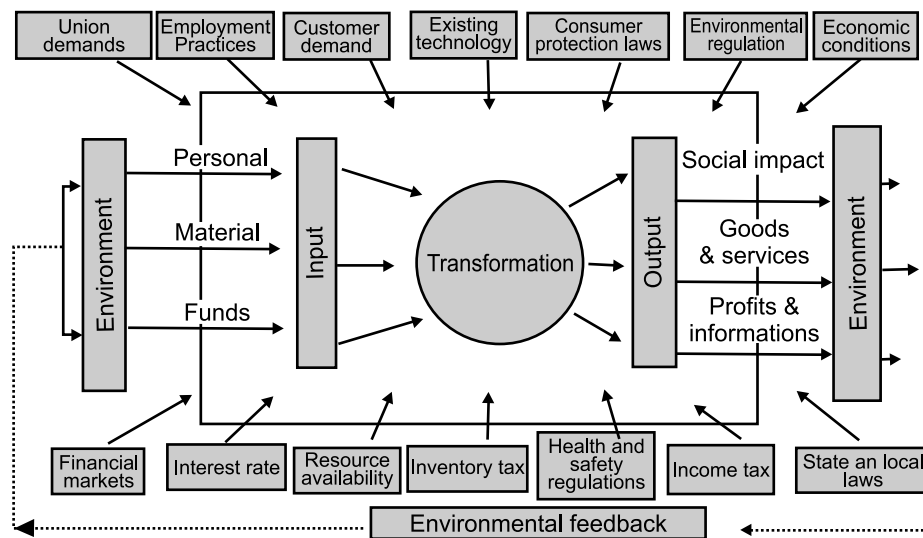 Union
demands
Employment
Practices
Customer
demand
Existing
technology
Consumer
protection laws
Environmental
regulation
Economic
conditions
Environment
Personal
Material
Funds
Input
Transformation
Output
Social impact
Goods
& services
Profits &
informations
Environment
Financial
markets
Interest rate
Resource
availability
Inventory tax
Health and
safety
regulations
Income tax
State an local
laws
Environmental feedback